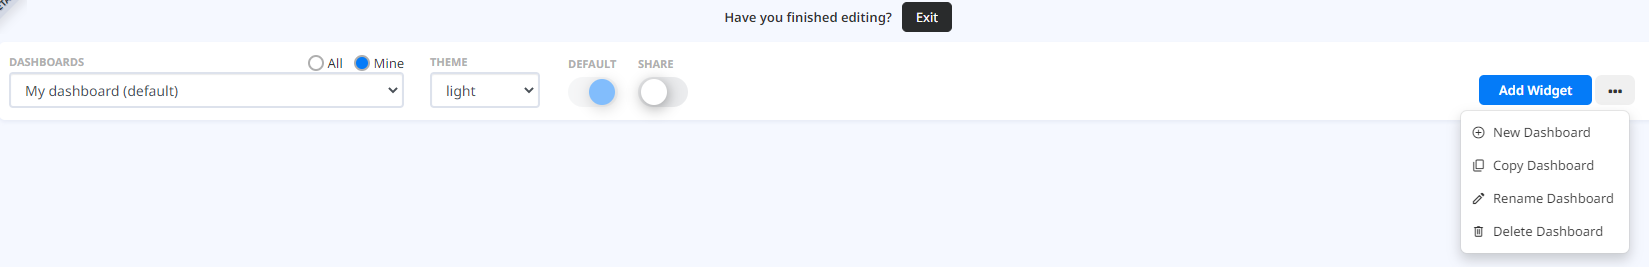 Have you finished editing? Exit
DASHBOARDS All Mine THEME DEFAULT SHARE
My dashboard (default) light Add Widget •••
New Dashboard
Copy Dashboard
Rename Dashboard
Delete Dashboard